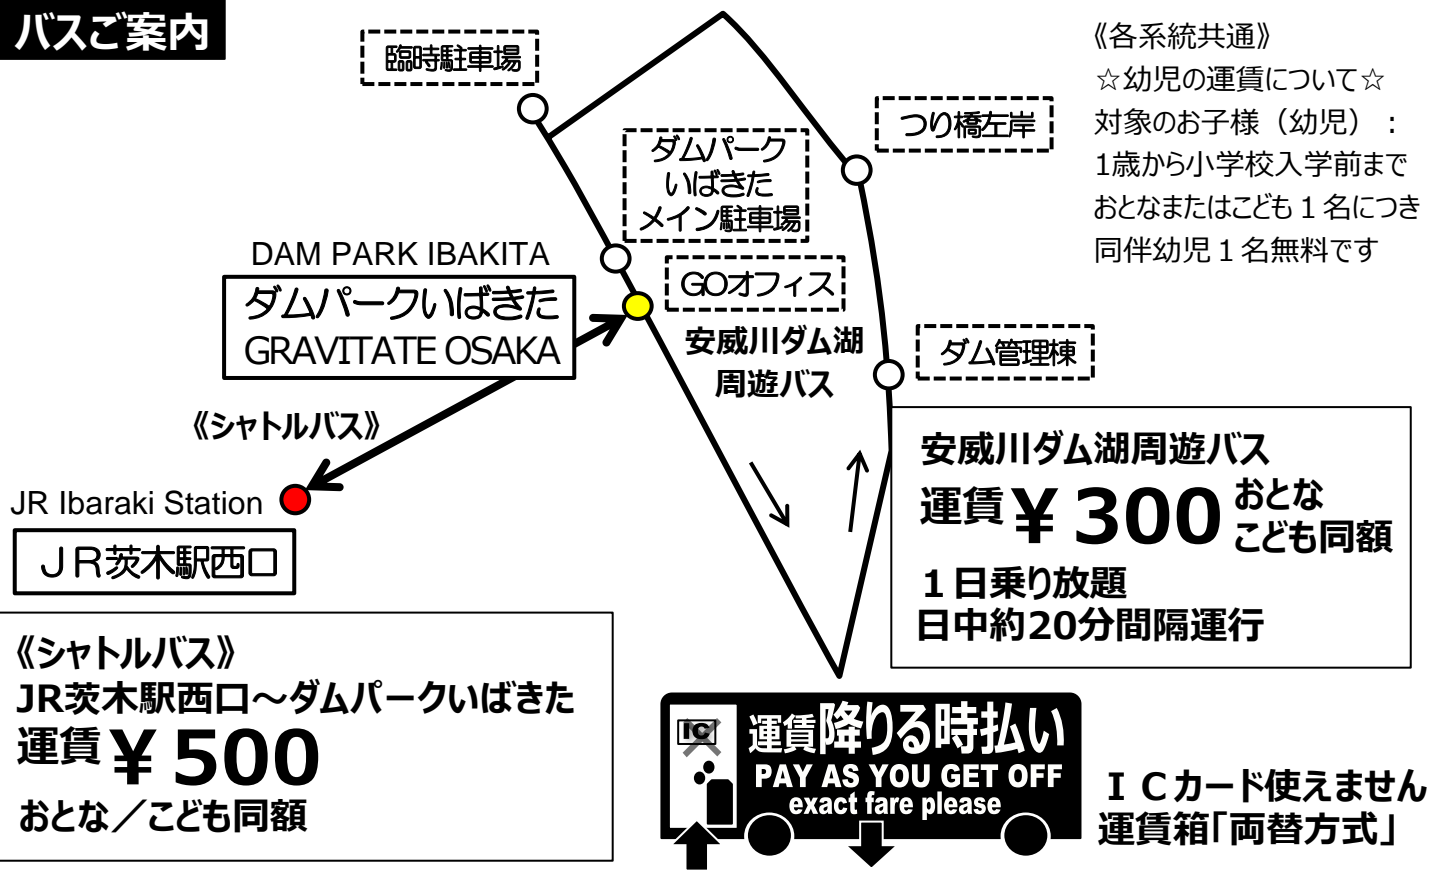 バスご案内
臨時駐車場
ダムパーク
いばきた
メイン駐車場
つり橋左岸
《各系統共通》
☆幼児の運賃について☆
対象のお子様（幼児）：
1歳から小学校入学前まで
おとなまたはこども１名につき
同伴幼児１名無料です
DAM PARK IBAKITA
ダムパークいばきた
GRAVITATE OSAKA
GOオフィス
安威川ダム湖
周遊バス
ダム管理棟
《シャトルバス》
JR Ibaraki Station
ＪＲ茨木駅西口
安威川ダム湖周遊バス
運賃￥300 おとな
こども同額
１日乗り放題
日中約20分間隔運行
《シャトルバス》
JR茨木駅西口～ダムパークいばきた
運賃￥500
おとな／こども同額
IC
運賃降りる時払い
PAY AS YOU GET OFF
exact fare please
ＩＣカード使えません
運賃箱「両替方式」